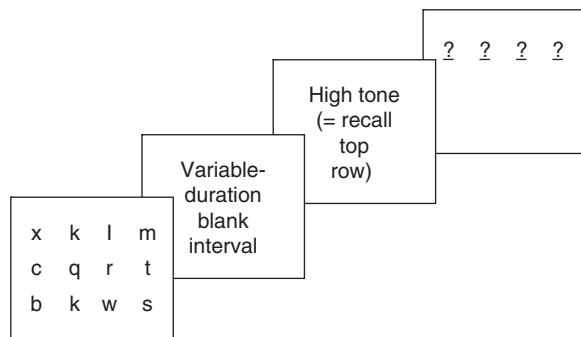 x k l m
c q r t
b k w s
Variable-
duration
blank
interval
High tone
(= recall
top
row)
? ? ? ?